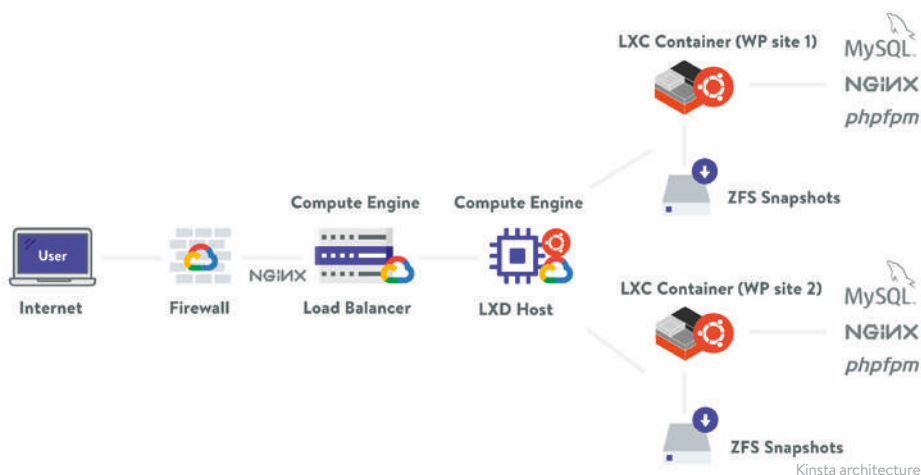 LXC Container (WP site 1)
MySQL
NGINX
phpfpm
ZFS Snapshots
Compute Engine
Compute Engine
User
NGINX
Internet
Firewall
Load Balancer
LXD Host
LXC Container (WP site 2)
MySQL
NGINX
phpfpm
ZFS Snapshots
Kinsta architecture